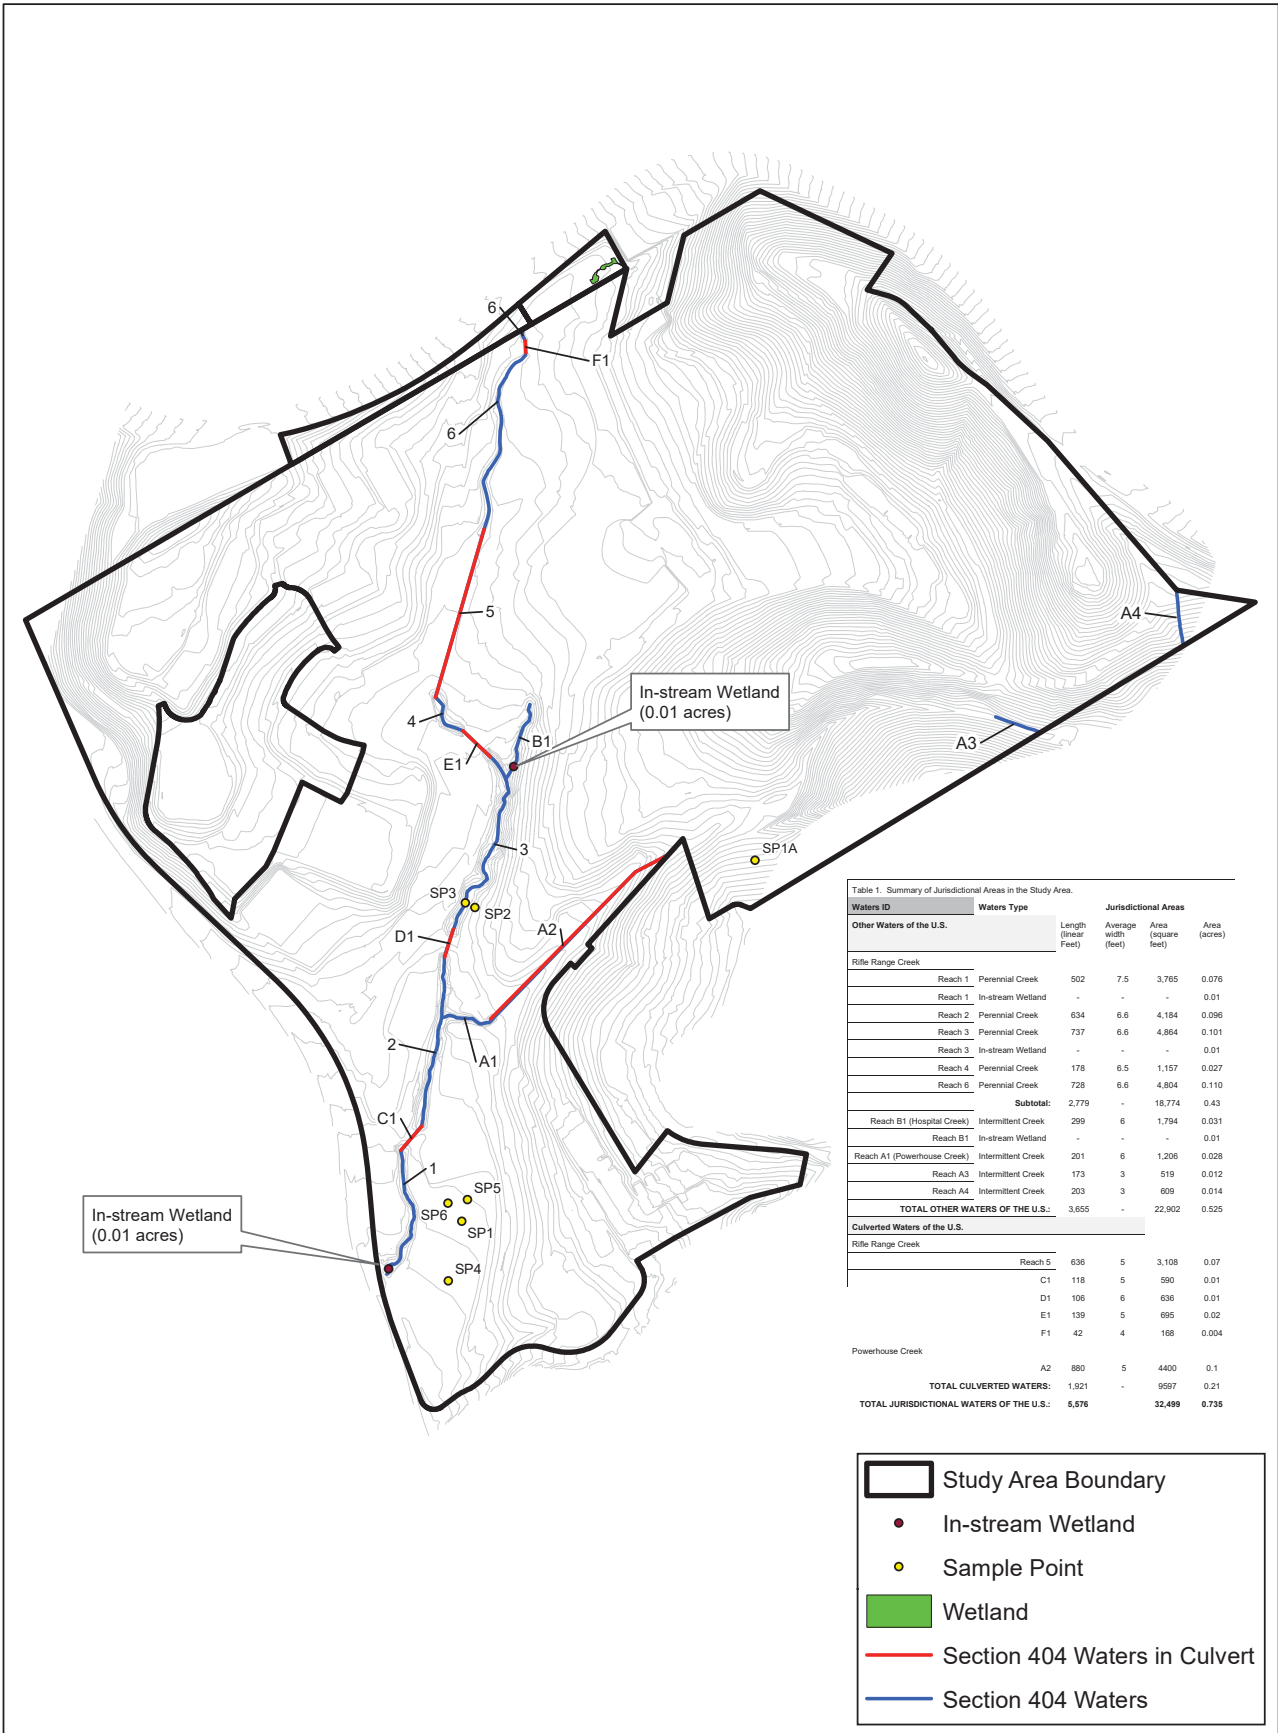 6
F1
6
5
A4
In-stream Wetland
(0.01 acres)
4
B1
A3
E1
3
SP1A
SP3
SP2
A2
D1
2
A1
C1
1
SP5
SP6
SP1
SP4
In-stream Wetland
(0.01 acres)
Table 1. Summary of Jurisdictional Areas in the Study Area.
Waters ID Waters Type Jurisdictional Areas
Other Waters of the U.S. Length (linear Feet) Average width (feet) Area (square feet) Area (acres)
Rifle Range Creek
Reach 1 Perennial Creek 502 7.5 3,765 0.076
Reach 1 In-stream Wetland - - - 0.01
Reach 2 Perennial Creek 634 6.6 4,184 0.096
Reach 3 Perennial Creek 737 6.6 4,864 0.101
Reach 3 In-stream Wetland - - - 0.01
Reach 4 Perennial Creek 178 6.5 1,157 0.027
Reach 6 Perennial Creek 728 6.6 4,804 0.110
Subtotal: 2,779 - 18,774 0.43
Reach B1 (Hospital Creek) Intermittent Creek 299 6 1,794 0.031
Reach B1 In-stream Wetland - - - 0.01
Reach A1 (Powerhouse Creek) Intermittent Creek 201 6 1,206 0.028
Reach A3 Intermittent Creek 173 3 519 0.012
Reach A4 Intermittent Creek 203 3 609 0.014
TOTAL OTHER WATERS OF THE U.S.: 3,655 - 22,902 0.525
Culverted Waters of the U.S.
Rifle Range Creek
Reach 5 636 5 3,108 0.07
C1 118 5 590 0.01
D1 106 6 636 0.01
E1 139 5 695 0.02
F1 42 4 168 0.004
Powerhouse Creek
A2 880 5 4400 0.1
TOTAL CULVERTED WATERS: 1,921 - 9597 0.21
TOTAL JURISDICTIONAL WATERS OF THE U.S.: 5,576 32,499 0.735
Study Area Boundary
In-stream Wetland
Sample Point
Wetland
Section 404 Waters in Culvert
Section 404 Waters